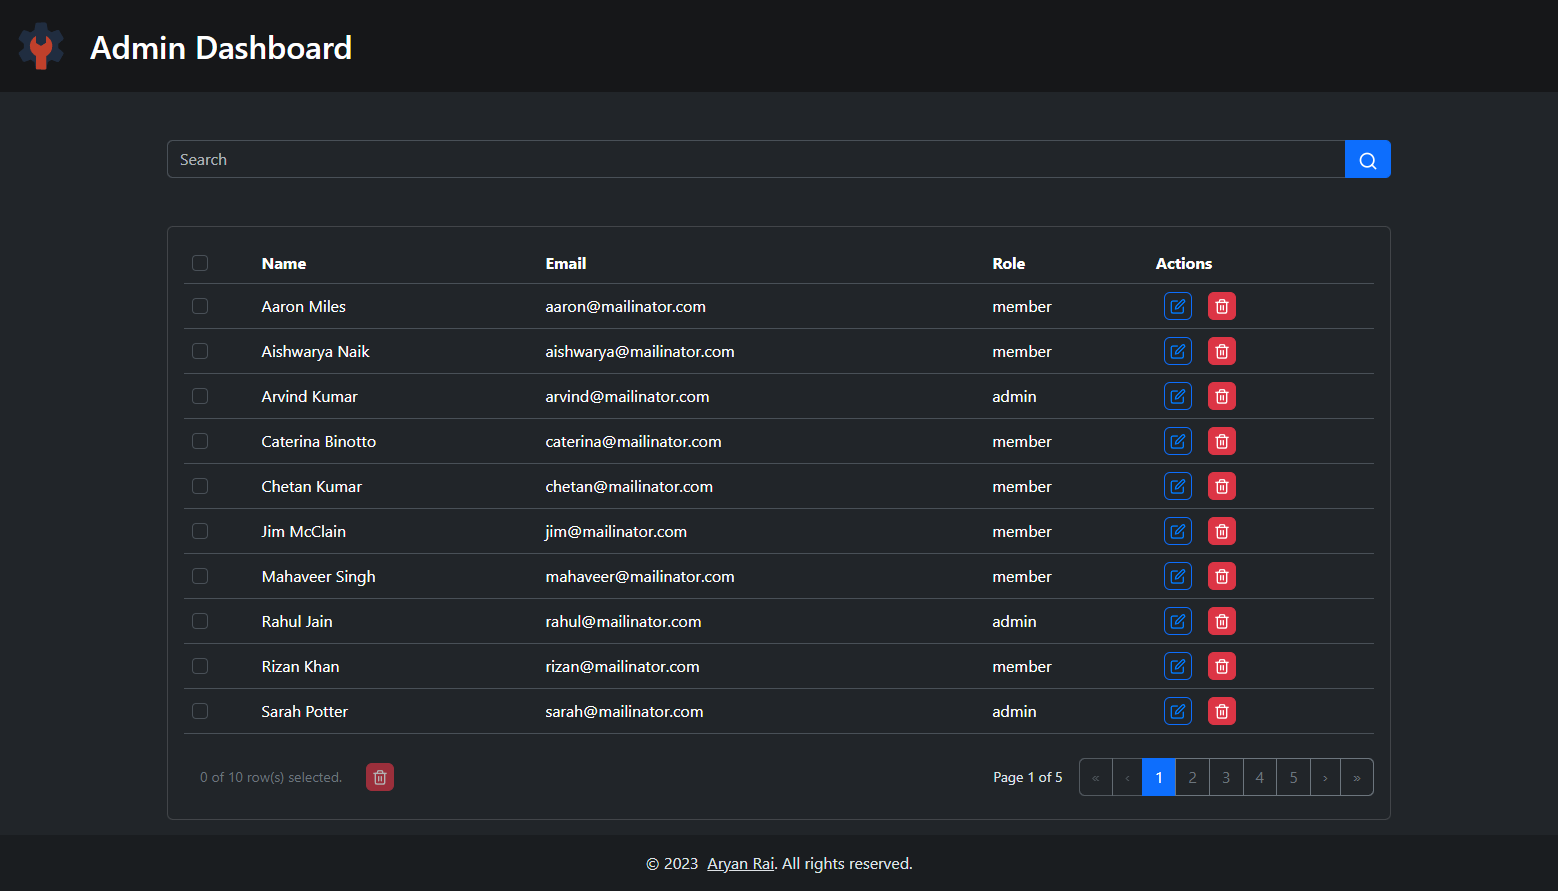 Admin Dashboard
Search
Name Email Role Actions
Aaron Miles aaron@mailinator.com member
Aishwarya Naik aishwarya@mailinator.com member
Arvind Kumar arvind@mailinator.com admin
Caterina Binotto caterina@mailinator.com member
Chetan Kumar chetan@mailinator.com member
Jim McClain jim@mailinator.com member
Mahaveer Singh mahaveer@mailinator.com member
Rahul Jain rahul@mailinator.com admin
Rizan Khan rizan@mailinator.com member
Sarah Potter sarah@mailinator.com admin
0 of 10 row(s) selected. Page 1 of 5 « ‹ 1 2 3 4 5 › »
© 2023 Aryan Rai. All rights reserved.